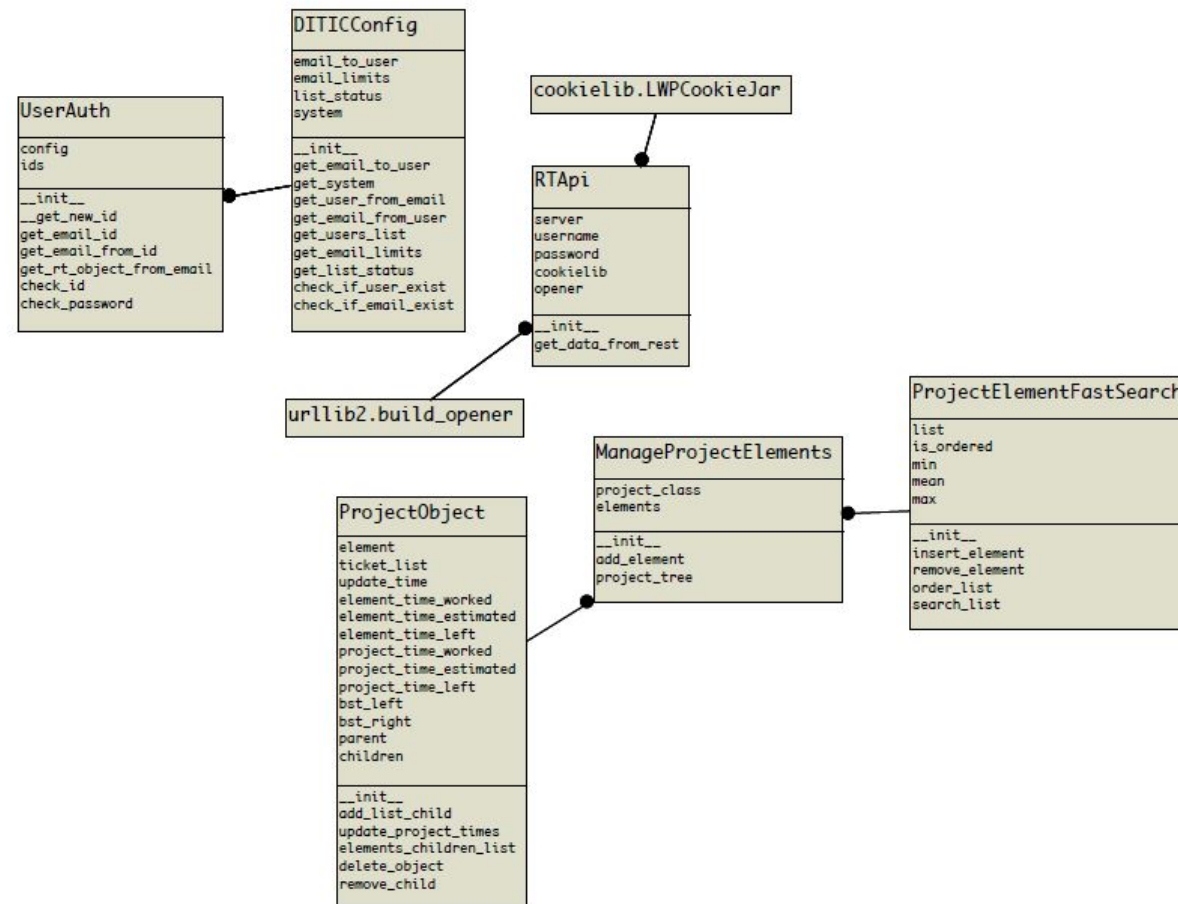 DITICConfig
email_to_user
email_limits
list_status
system
__init__
get_email_to_user
get_system
get_user_from_email
get_email_from_user
get_users_list
get_email_limits
get_list_status
check_if_user_exist
check_if_email_exist
UserAuth
config
ids
__init__
__get_new_id
get_email_id
get_email_from_id
get_rt_object_from_email
check_id
check_password
cookielib.LWPCookieJar
RTApi
server
username
password
cookielib
opener
__init__
get_data_from_rest
urllib2.build_opener
ProjectElementFastSearch
list
is_ordered
min
mean
max
__init__
insert_element
remove_element
order_list
search_list
ManageProjectElements
project_class
elements
__init__
add_element
project_tree
ProjectObject
element
ticket_list
update_time
element_time_worked
element_time_estimated
element_time_left
project_time_worked
project_time_estimated
project_time_left
bst_left
bst_right
parent
children
__init__
add_list_child
update_project_times
elements_children_list
delete_object
remove_child